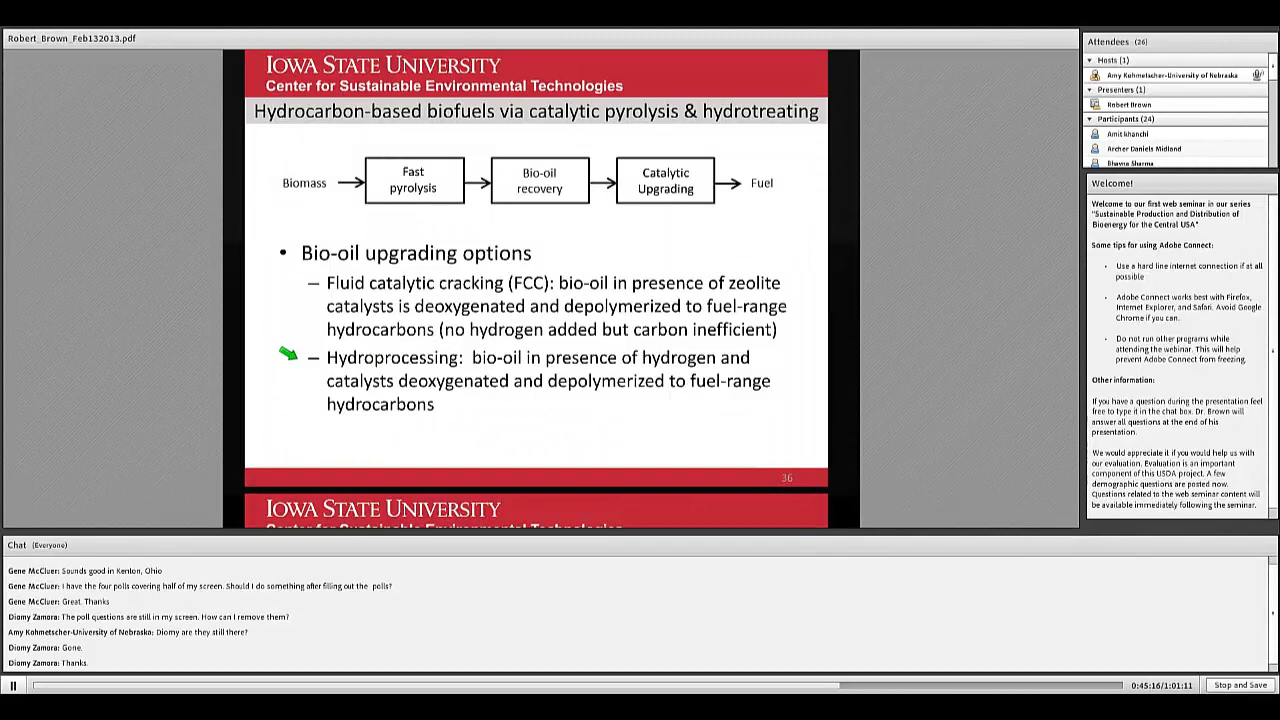 Robert_Brown_Feb132013.pdf
IOWA STATE UNIVERSITY
Center for Sustainable Environmental Technologies
Hydrocarbon-based biofuels via catalytic pyrolysis & hydrotreating
Biomass
Fast
pyrolysis
Bio-oil
recovery
Catalytic
Upgrading
Fuel
• Bio-oil upgrading options
– Fluid catalytic cracking (FCC): bio-oil in presence of zeolite
catalysts is deoxygenated and depolymerized to fuel-range
hydrocarbons (no hydrogen added but carbon inefficient)
– Hydroprocessing: bio-oil in presence of hydrogen and
catalysts deoxygenated and depolymerized to fuel-range
hydrocarbons
36
IOWA STATE UNIVERSITY
Center for Sustainable Environmental Technologies
Attendees (26)
Hosts (1)
Amy Kohmetscher-University of Nebraska
Presenters (1)
Robert Brown
Participants (24)
Amit khanchi
Archer Daniels Midland
Bhavna Sharma
Welcome!
Welcome to our first web seminar in our series
"Sustainable Production and Distribution of
Bioenergy for the Central USA"
Some tips for using Adobe Connect:
• Use a hard line internet connection if at all
possible
• Adobe Connect works best with Firefox,
Internet Explorer, and Safari. Avoid Google
Chrome if you can.
• Do not run other programs while
attending the webinar. This will help
prevent Adobe Connect from freezing.
Other information:
If you have a question during the presentation feel
free to type it in the chat box. Dr. Brown will
answer all questions at the end of his
presentation.
We would appreciate it if you would help us with
our evaluation. Evaluation is an important
component of this USDA project. A few
demographic questions are posted now.
Questions related to the web seminar content will
be available immediately following the seminar.
Chat (Everyone)
Gene McCluer: Sounds good in Kenton, Ohio
Gene McCluer: I have the four polls covering half of my screen. Should I do something after filling out the polls?
Gene McCluer: Great. Thanks
Diomy Zamora: The poll questions are still in my screen. How can I remove them?
Amy Kohmetscher-University of Nebraska: Diomy are they still there?
Diomy Zamora: Gone.
Diomy Zamora: Thanks.
0:45:16/1:01:11
Stop and Save